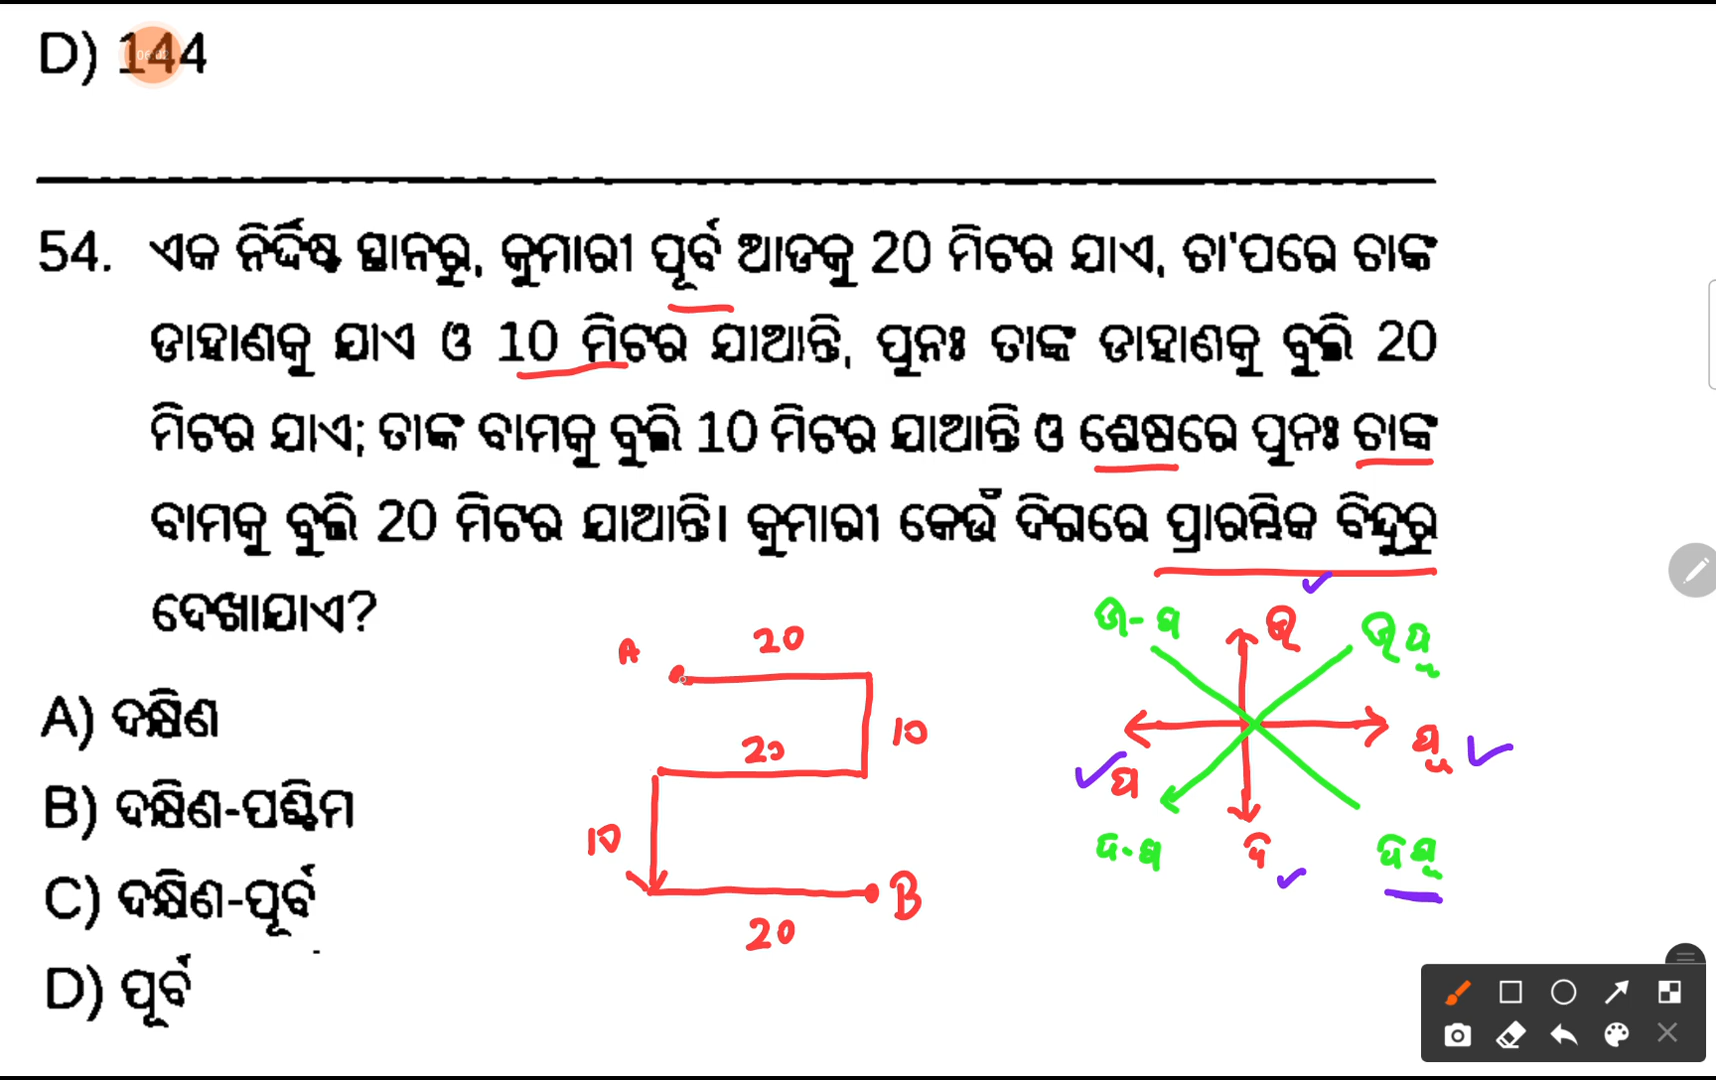 D) 144
54. ଏକ ନିର୍ଦ୍ଦିଷ୍ଟ ସ୍ଥାନରୁ, କୁମାରୀ ପୂର୍ବ ଆଡକୁ 20 ମିଟର ଯାଏ, ତା'ପରେ ତାଙ୍କ
ଡାହାଣକୁ ଯାଏ ଓ 10 ମିଟର ଯାଆନ୍ତି, ପୁନଃ ତାଙ୍କ ଡାହାଣକୁ ବୁଲି 20
ମିଟର ଯାଏ; ତାଙ୍କ ବାମକୁ ବୁଲି 10 ମିଟର ଯାଆନ୍ତି ଓ ଶେଷରେ ପୁନଃ ତାଙ୍କ
ବାମକୁ ବୁଲି 20 ମିଟର ଯାଆନ୍ତି। କୁମାରୀ କେଉଁ ଦିଗରେ ପ୍ରାରମ୍ଭିକ ବିନ୍ଦୁରୁ
ଦେଖାଯାଏ?
A) ଦକ୍ଷିଣ
B) ଦକ୍ଷିଣ-ପଶ୍ଚିମ
C) ଦକ୍ଷିଣ-ପୂର୍ବ
D) ପୂର୍ବ
A 20
10
20
10
B
20
ଉ-ପ ଉ ଉ ପୂ
ପ ପୂ
ଦ-ପ ଦ ଦ ପୂ